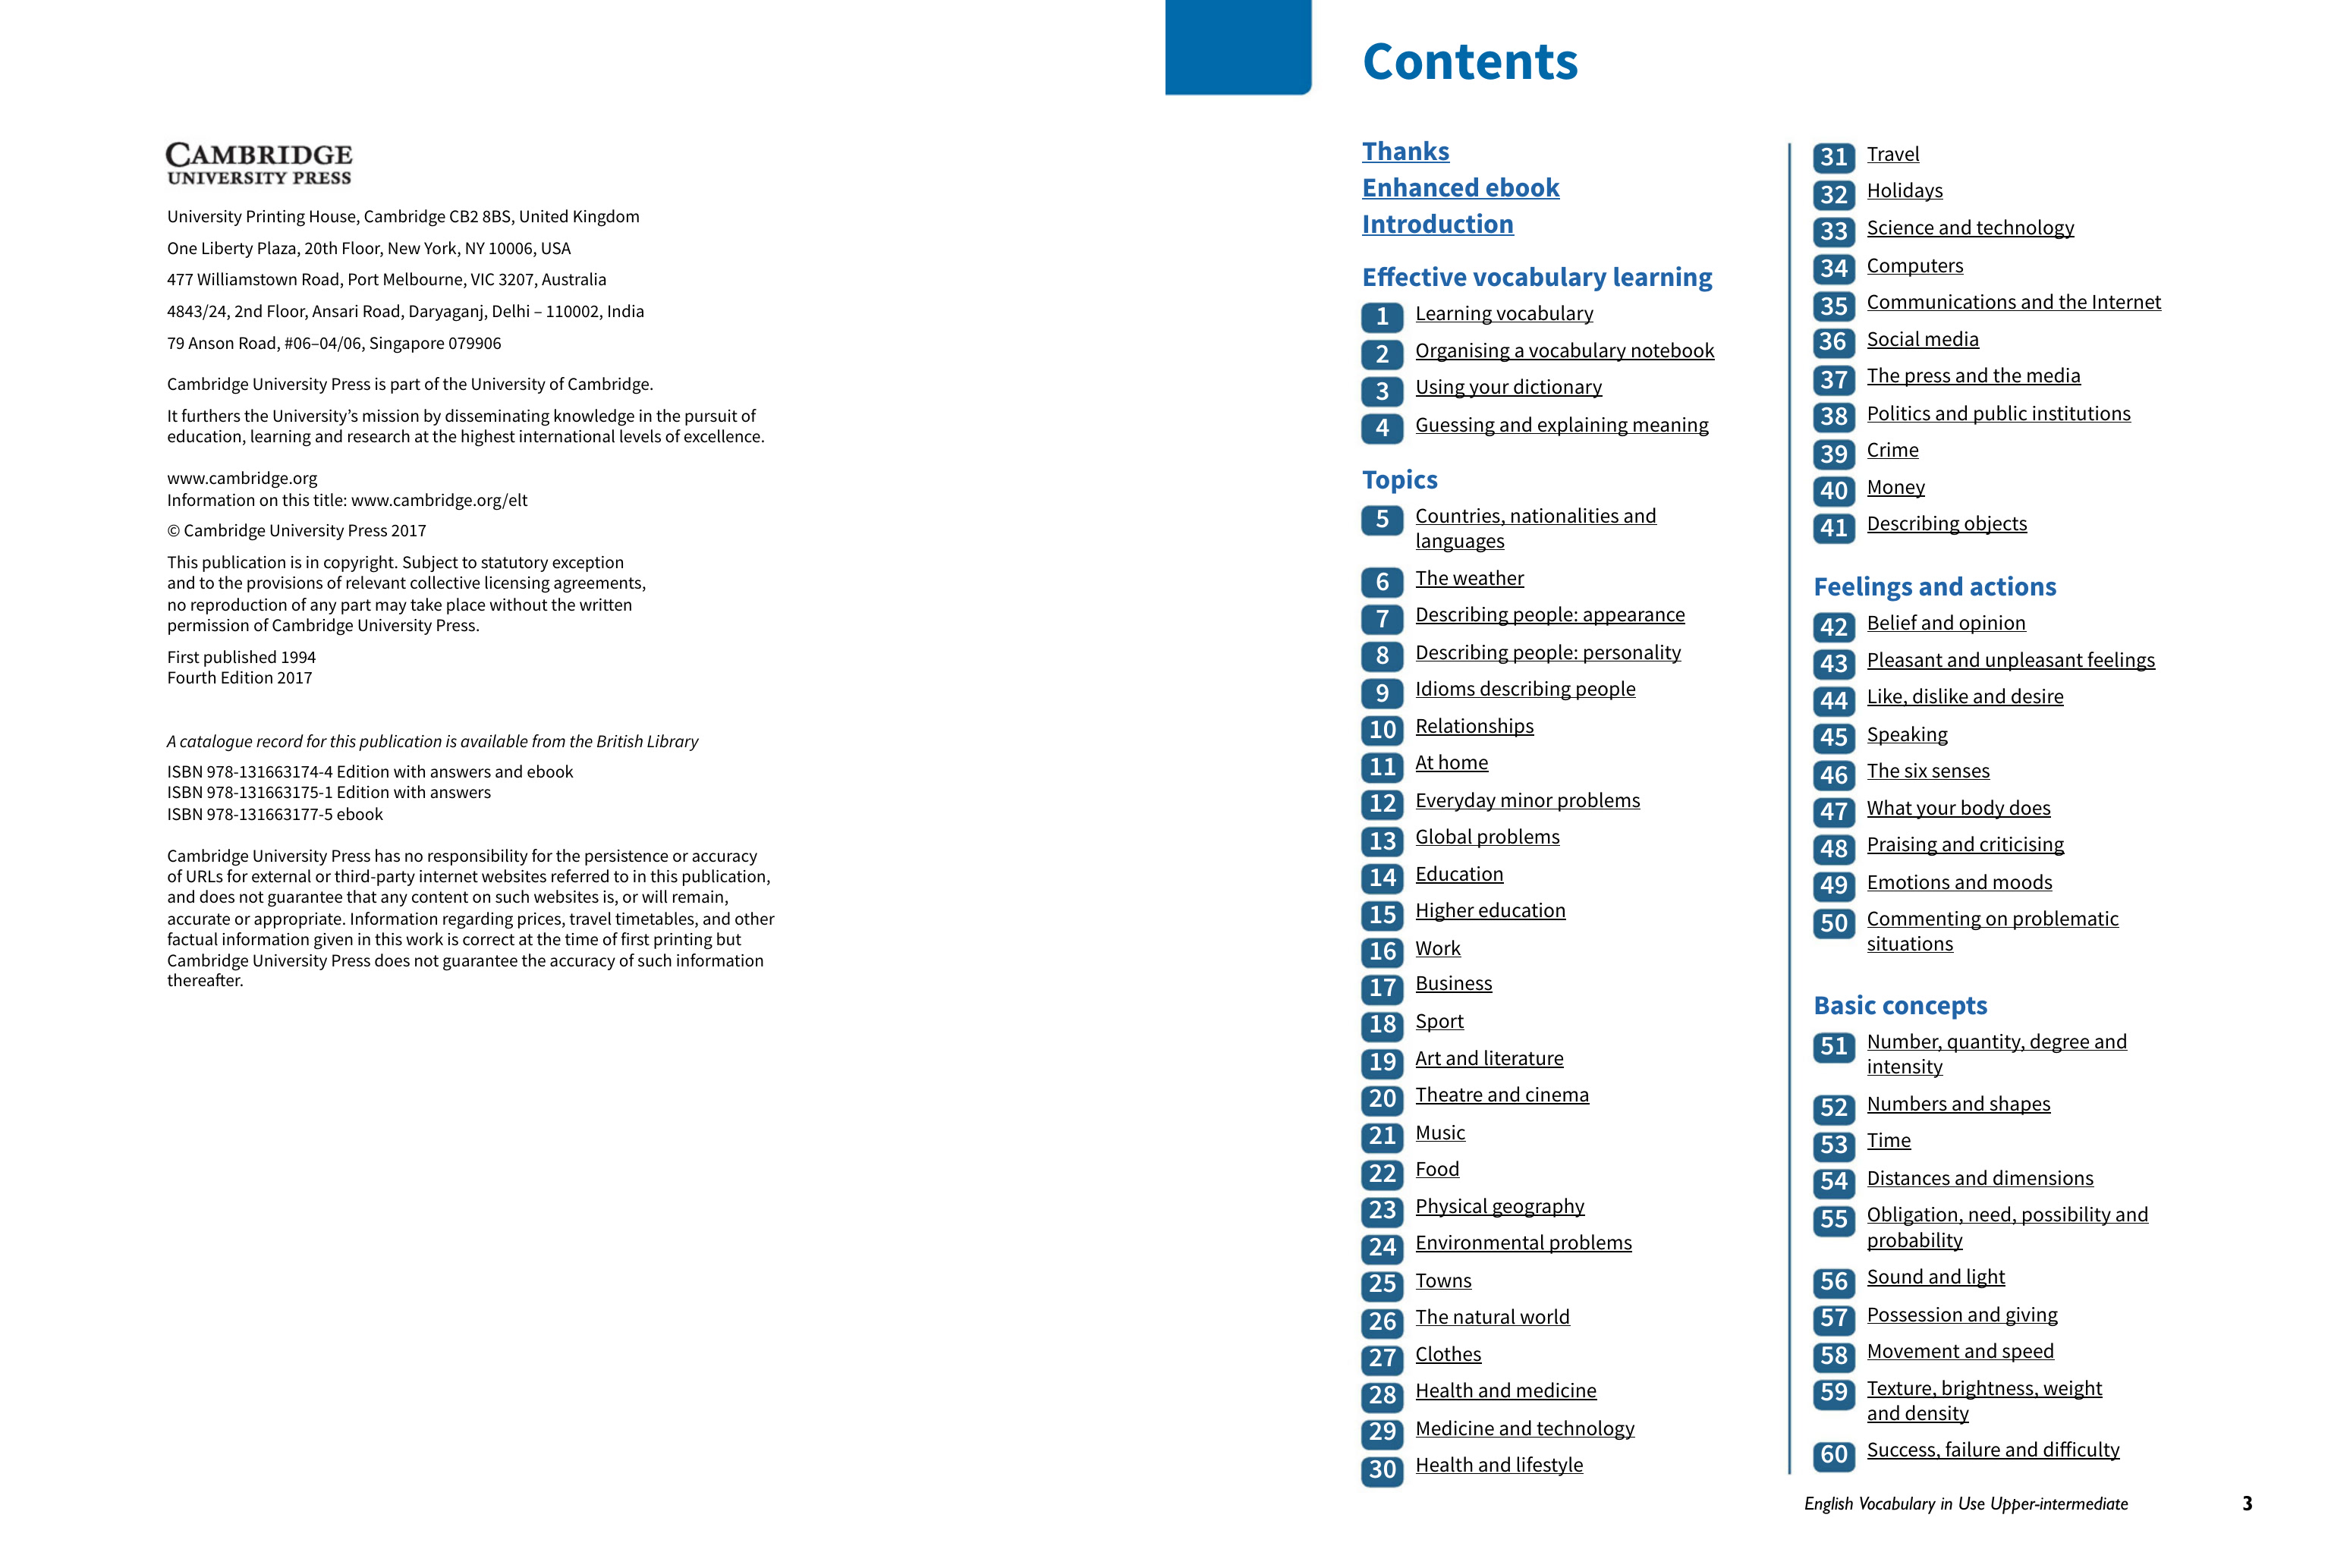 CAMBRIDGE
UNIVERSITY PRESS
University Printing House, Cambridge CB2 8BS, United Kingdom
One Liberty Plaza, 20th Floor, New York, NY 10006, USA
477 Williamstown Road, Port Melbourne, VIC 3207, Australia
4843/24, 2nd Floor, Ansari Road, Daryaganj, Delhi – 110002, India
79 Anson Road, #06–04/06, Singapore 079906
Cambridge University Press is part of the University of Cambridge.
It furthers the University’s mission by disseminating knowledge in the pursuit of
education, learning and research at the highest international levels of excellence.
www.cambridge.org
Information on this title: www.cambridge.org/elt
© Cambridge University Press 2017
This publication is in copyright. Subject to statutory exception
and to the provisions of relevant collective licensing agreements,
no reproduction of any part may take place without the written
permission of Cambridge University Press.
First published 1994
Fourth Edition 2017
A catalogue record for this publication is available from the British Library
ISBN 978-131663174-4 Edition with answers and ebook
ISBN 978-131663175-1 Edition with answers
ISBN 978-131663177-5 ebook
Cambridge University Press has no responsibility for the persistence or accuracy
of URLs for external or third-party internet websites referred to in this publication,
and does not guarantee that any content on such websites is, or will remain,
accurate or appropriate. Information regarding prices, travel timetables, and other
factual information given in this work is correct at the time of first printing but
Cambridge University Press does not guarantee the accuracy of such information
thereafter.
Contents
Thanks
Enhanced ebook
Introduction
Effective vocabulary learning
1 Learning vocabulary
2 Organising a vocabulary notebook
3 Using your dictionary
4 Guessing and explaining meaning
Topics
5 Countries, nationalities and
languages
6 The weather
7 Describing people: appearance
8 Describing people: personality
9 Idioms describing people
10 Relationships
11 At home
12 Everyday minor problems
13 Global problems
14 Education
15 Higher education
16 Work
17 Business
18 Sport
19 Art and literature
20 Theatre and cinema
21 Music
22 Food
23 Physical geography
24 Environmental problems
25 Towns
26 The natural world
27 Clothes
28 Health and medicine
29 Medicine and technology
30 Health and lifestyle
31 Travel
32 Holidays
33 Science and technology
34 Computers
35 Communications and the Internet
36 Social media
37 The press and the media
38 Politics and public institutions
39 Crime
40 Money
41 Describing objects
Feelings and actions
42 Belief and opinion
43 Pleasant and unpleasant feelings
44 Like, dislike and desire
45 Speaking
46 The six senses
47 What your body does
48 Praising and criticising
49 Emotions and moods
50 Commenting on problematic
situations
Basic concepts
51 Number, quantity, degree and
intensity
52 Numbers and shapes
53 Time
54 Distances and dimensions
55 Obligation, need, possibility and
probability
56 Sound and light
57 Possession and giving
58 Movement and speed
59 Texture, brightness, weight
and density
60 Success, failure and difficulty
English Vocabulary in Use Upper-intermediate 3